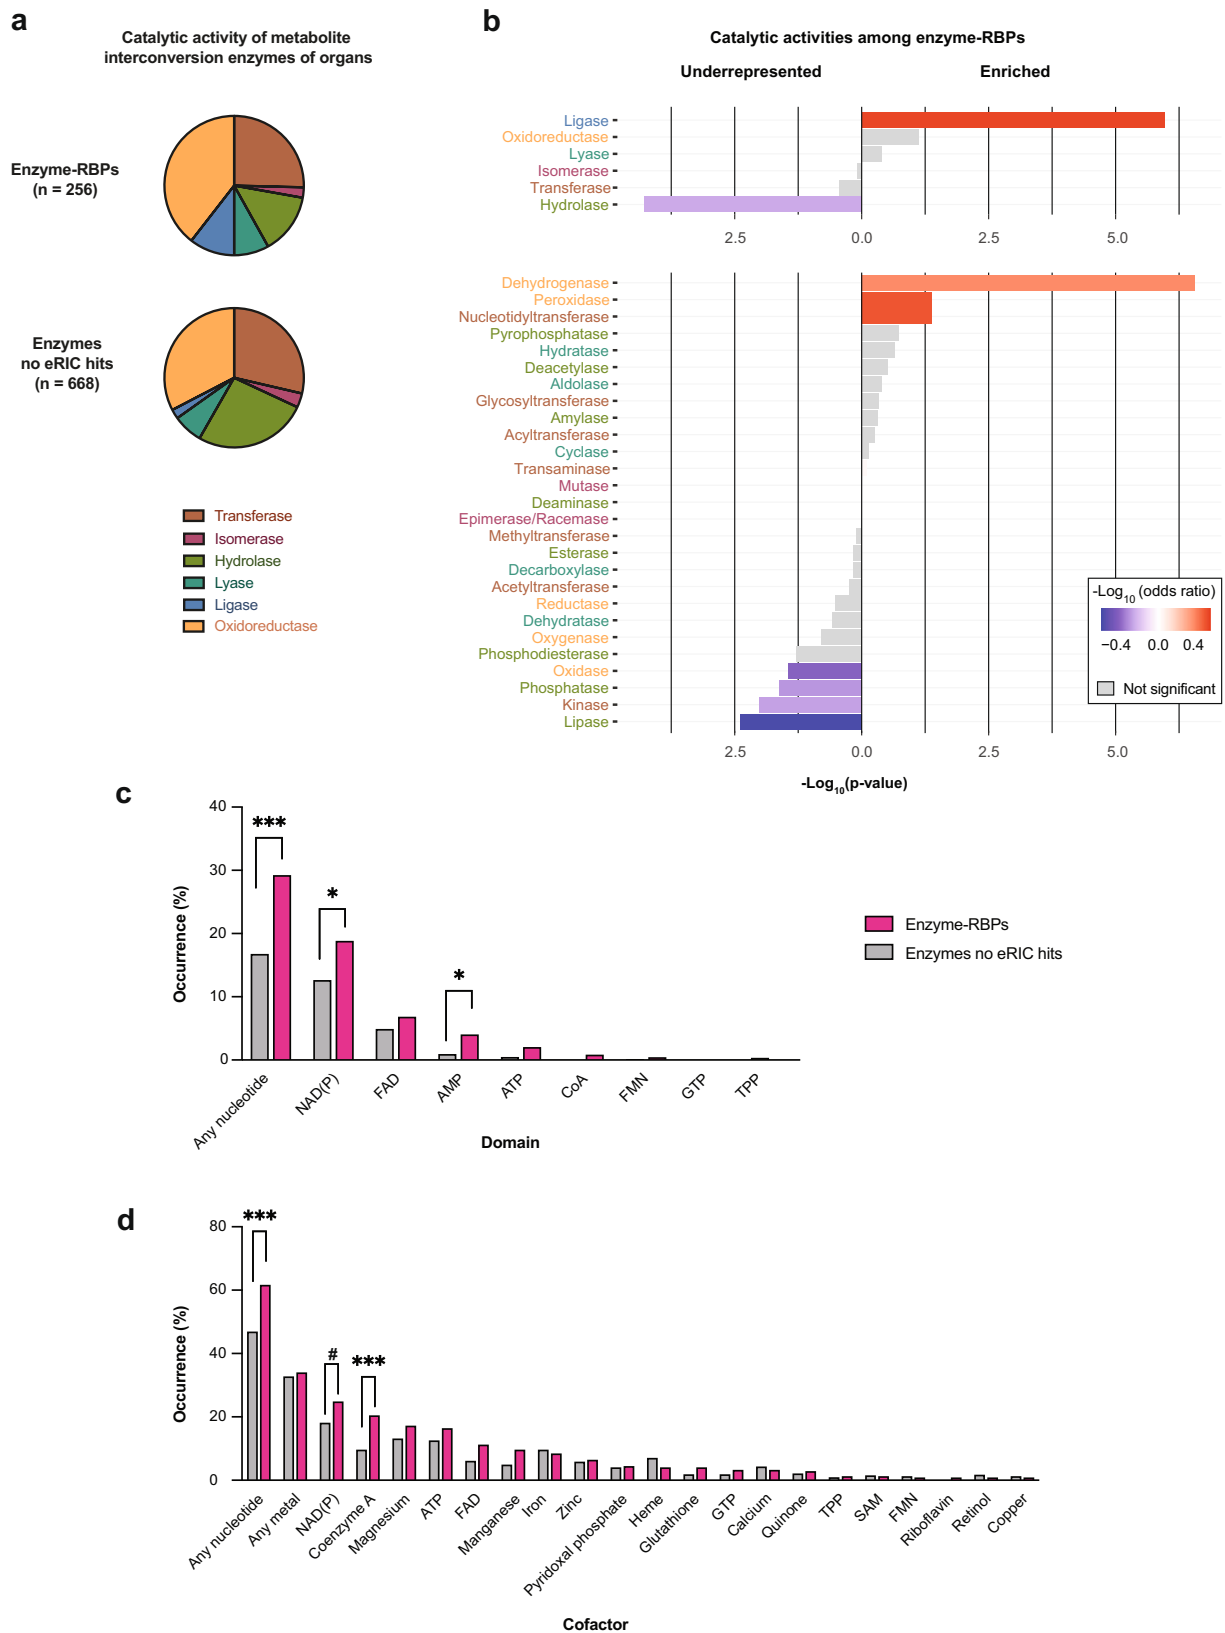 a
Catalytic activity of metabolite
interconversion enzymes of organs
Enzyme-RBPs
(n = 256)
Enzymes
no eRIC hits
(n = 668)
Transferase
Isomerase
Hydrolase
Lyase
Ligase
Oxidoreductase
b
Catalytic activities among enzyme-RBPs
Underrepresented Enriched
Ligase
Oxidoreductase
Lyase
Isomerase
Transferase
Hydrolase
2.5 0.0 2.5 5.0
Dehydrogenase
Peroxidase
Nucleotidyltransferase
Pyrophosphatase
Hydratase
Deacetylase
Aldolase
Glycosyltransferase
Amylase
Acyltransferase
Cyclase
Transaminase
Mutase
Deaminase
Epimerase/Racemase
Methyltransferase
Esterase
Decarboxylase
Acetyltransferase
Reductase
Dehydratase
Oxygenase
Phosphodiesterase
Oxidase
Phosphatase
Kinase
Lipase
2.5 0.0 2.5 5.0
-Log10(p-value)
-Log10 (odds ratio)
−0.4 0.0 0.4
Not significant
c
Occurrence (%)
40
30
20
10
0
***
*
*
Any nucleotide
NAD(P)
FAD
AMP
ATP
CoA
FMN
GTP
TPP
Domain
Enzyme-RBPs
Enzymes no eRIC hits
d
Occurrence (%)
80
60
40
20
0
***
#
***
Any nucleotide
Any metal
NAD(P)
Coenzyme A
Magnesium
ATP
FAD
Manganese
Iron
Zinc
Pyridoxal phosphate
Heme
Glutathione
GTP
Calcium
Quinone
TPP
SAM
FMN
Riboflavin
Retinol
Copper
Cofactor